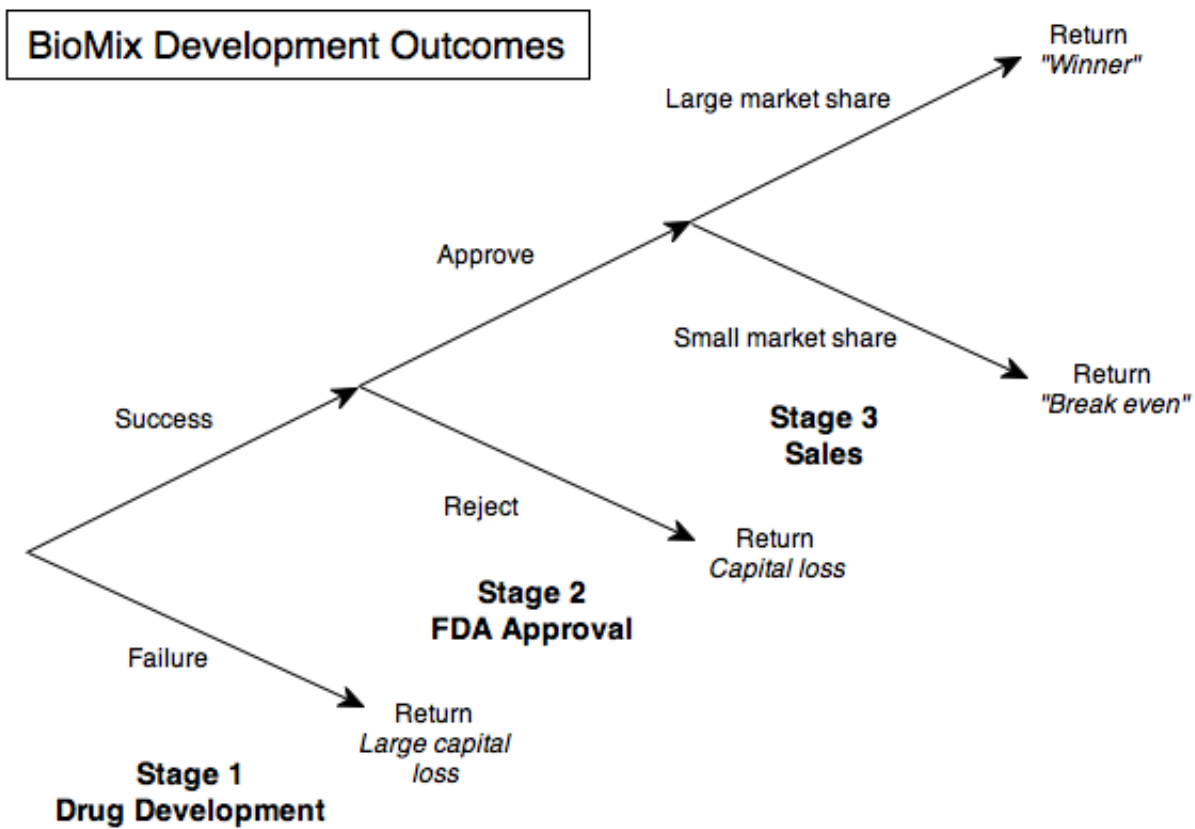 BioMix Development Outcomes
Return
"Winner"
Large market share
Approve
Small market share
Return
"Break even"
Stage 3
Sales
Success
Reject
Return
Capital loss
Stage 2
FDA Approval
Failure
Return
Large capital
loss
Stage 1
Drug Development